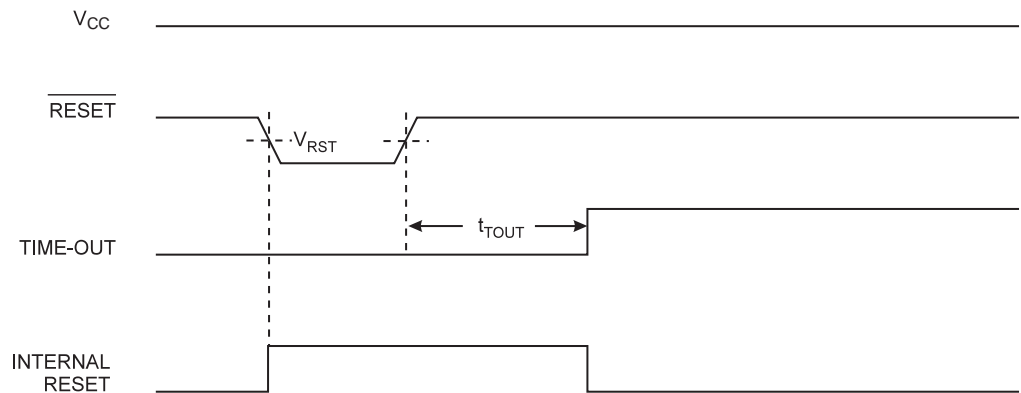 VCC
RESET
VRST
tTOUT
TIME-OUT
INTERNAL
RESET